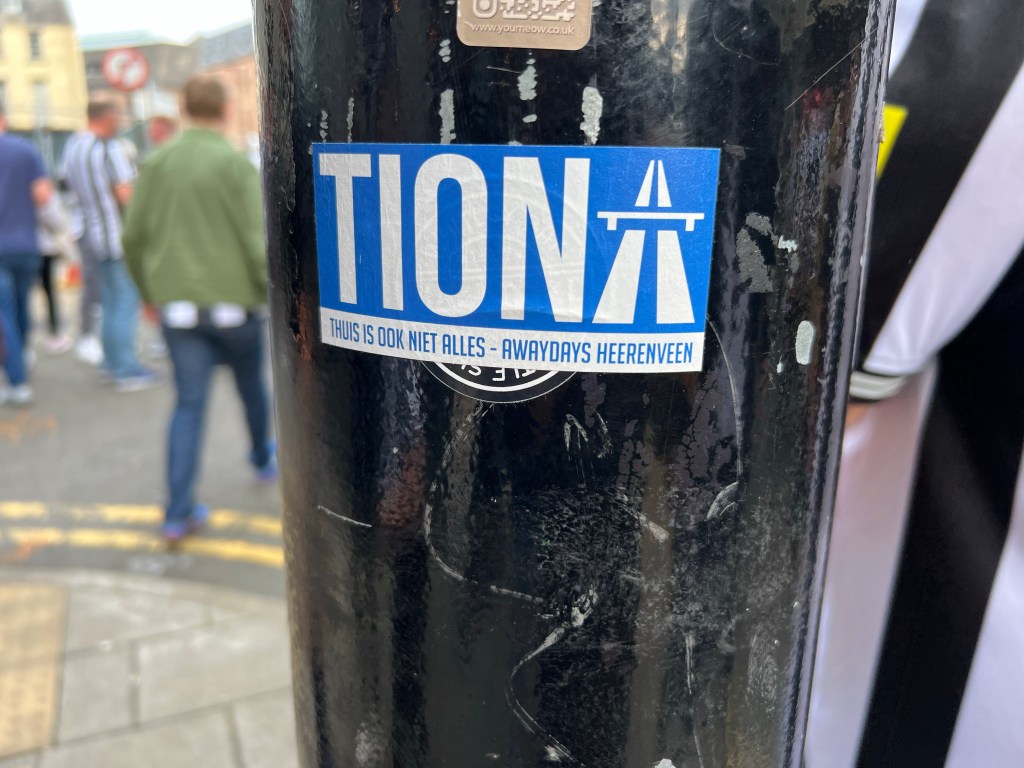 www.youmeow.co.uk
TION
THUIS IS OOK NIET ALLES - AWAYDAYS HEERENVEEN